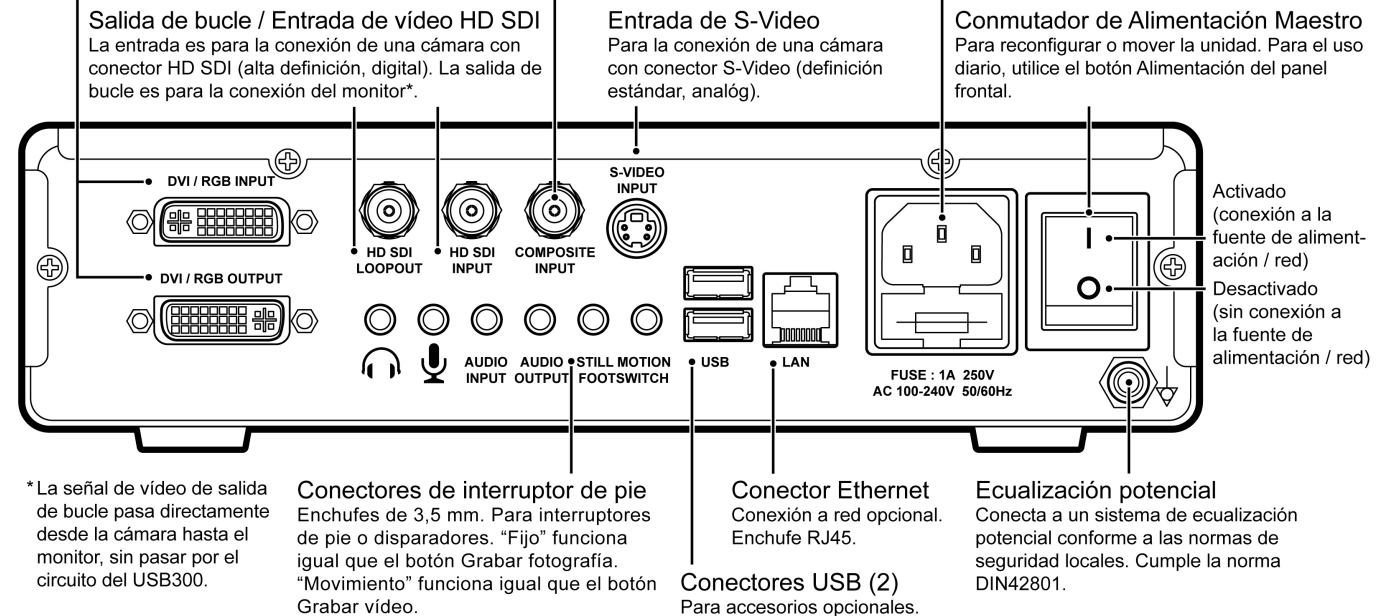 Salida de bucle / Entrada de vídeo HD SDI
La entrada es para la conexión de una cámara con
conector HD SDI (alta definición, digital). La salida de
bucle es para la conexión del monitor*.
Entrada de S-Video
Para la conexión de una cámara
con conector S-Video (definición
estándar, analóg).
Conmutador de Alimentación Maestro
Para reconfigurar o mover la unidad. Para el uso
diario, utilice el botón Alimentación del panel
frontal.
DVI / RGB INPUT
DVI / RGB OUTPUT
HD SDI
LOOPOUT
HD SDI
INPUT
COMPOSITE
INPUT
S-VIDEO
INPUT
AUDIO
INPUT
AUDIO
OUTPUT
STILL MOTION
FOOTSWITCH
USB
LAN
FUSE : 1A 250V
AC 100-240V 50/60Hz
Activado
(conexión a la
fuente de aliment-
ación / red)
Desactivado
(sin conexión a
la fuente de
alimentación / red)
* La señal de vídeo de salida
de bucle pasa directamente
desde la cámara hasta el
monitor, sin pasar por el
circuito del USB300.
Conectores de interruptor de pie
Enchufes de 3,5 mm. Para interruptores
de pie o disparadores. “Fijo” funciona
igual que el botón Grabar fotografía.
“Movimiento” funciona igual que el botón
Grabar vídeo.
Conectores USB (2)
Para accesorios opcionales.
Conector Ethernet
Conexión a red opcional.
Enchufe RJ45.
Ecualización potencial
Conecta a un sistema de ecualización
potencial conforme a las normas de
seguridad locales. Cumple la norma
DIN42801.